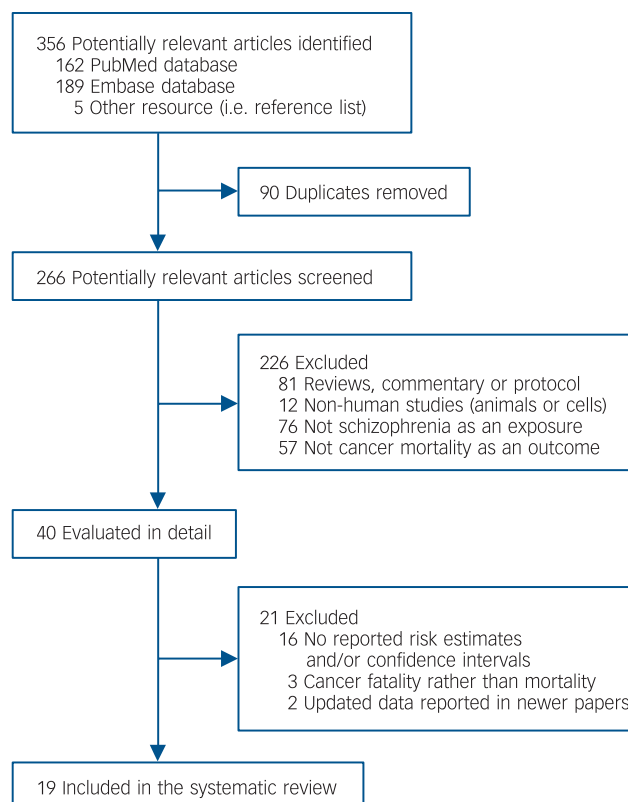 356 Potentially relevant articles identified
162 PubMed database
189 Embase database
5 Other resource (i.e. reference list)
90 Duplicates removed
266 Potentially relevant articles screened
226 Excluded
81 Reviews, commentary or protocol
12 Non-human studies (animals or cells)
76 Not schizophrenia as an exposure
57 Not cancer mortality as an outcome
40 Evaluated in detail
21 Excluded
16 No reported risk estimates
and/or confidence intervals
3 Cancer fatality rather than mortality
2 Updated data reported in newer papers
19 Included in the systematic review